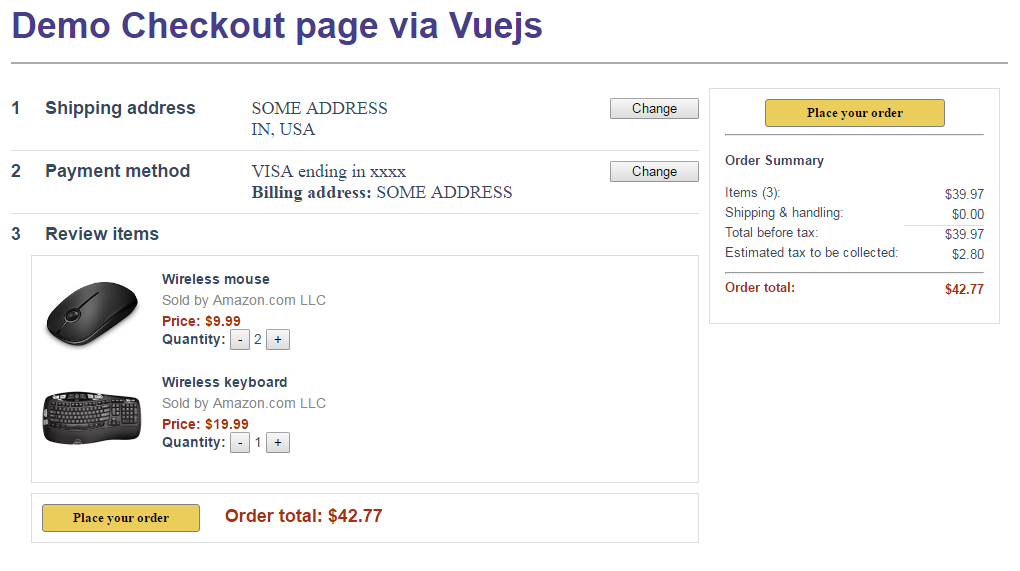 Demo Checkout page via Vuejs
1 Shipping address SOME ADDRESS Change
IN, USA
2 Payment method VISA ending in xxxx Change
Billing address: SOME ADDRESS
3 Review items
Wireless mouse
Sold by Amazon.com LLC
Price: $9.99
Quantity: - 2 +
Wireless keyboard
Sold by Amazon.com LLC
Price: $19.99
Quantity: - 1 +
Place your order Order total: $42.77
Place your order
Order Summary
Items (3): $39.97
Shipping & handling: $0.00
Total before tax: $39.97
Estimated tax to be collected: $2.80
Order total: $42.77